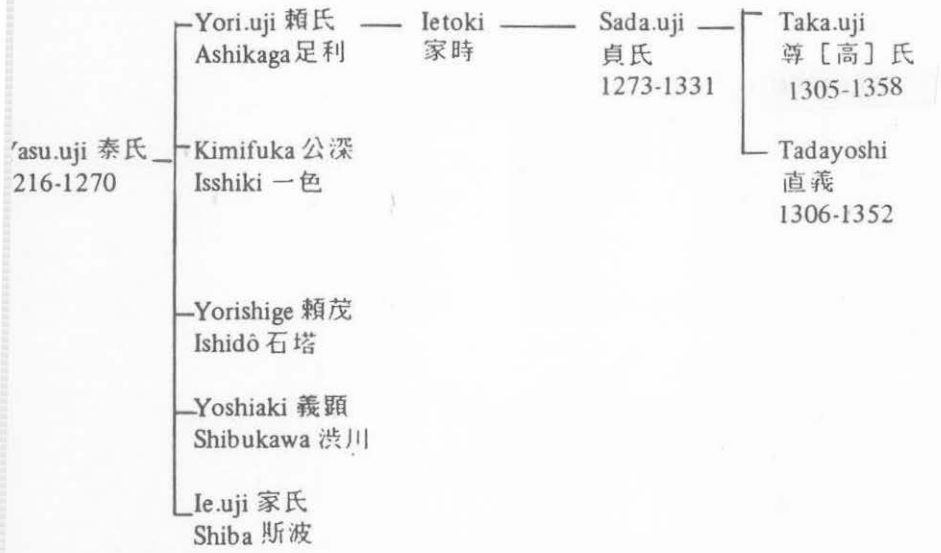 Yori.uji 頼氏
Ashikaga 足利
Ietoki
家時
Sada.uji
貞氏
1273-1331
Taka.uji
尊［高］氏
1305-1358
asu.uji 泰氏
216-1270
Kimifuka 公深
Isshiki 一色
Tadayoshi
直義
1306-1352
Yorishige 頼茂
Ishidô 石塔
Yoshiaki 義顕
Shibukawa 渋川
Ie.uji 家氏
Shiba 斯波